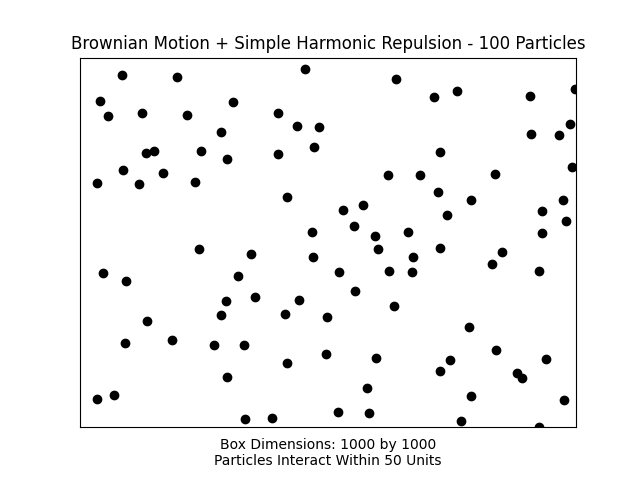 Brownian Motion + Simple Harmonic Repulsion - 100 Particles
Box Dimensions: 1000 by 1000
Particles Interact Within 50 Units